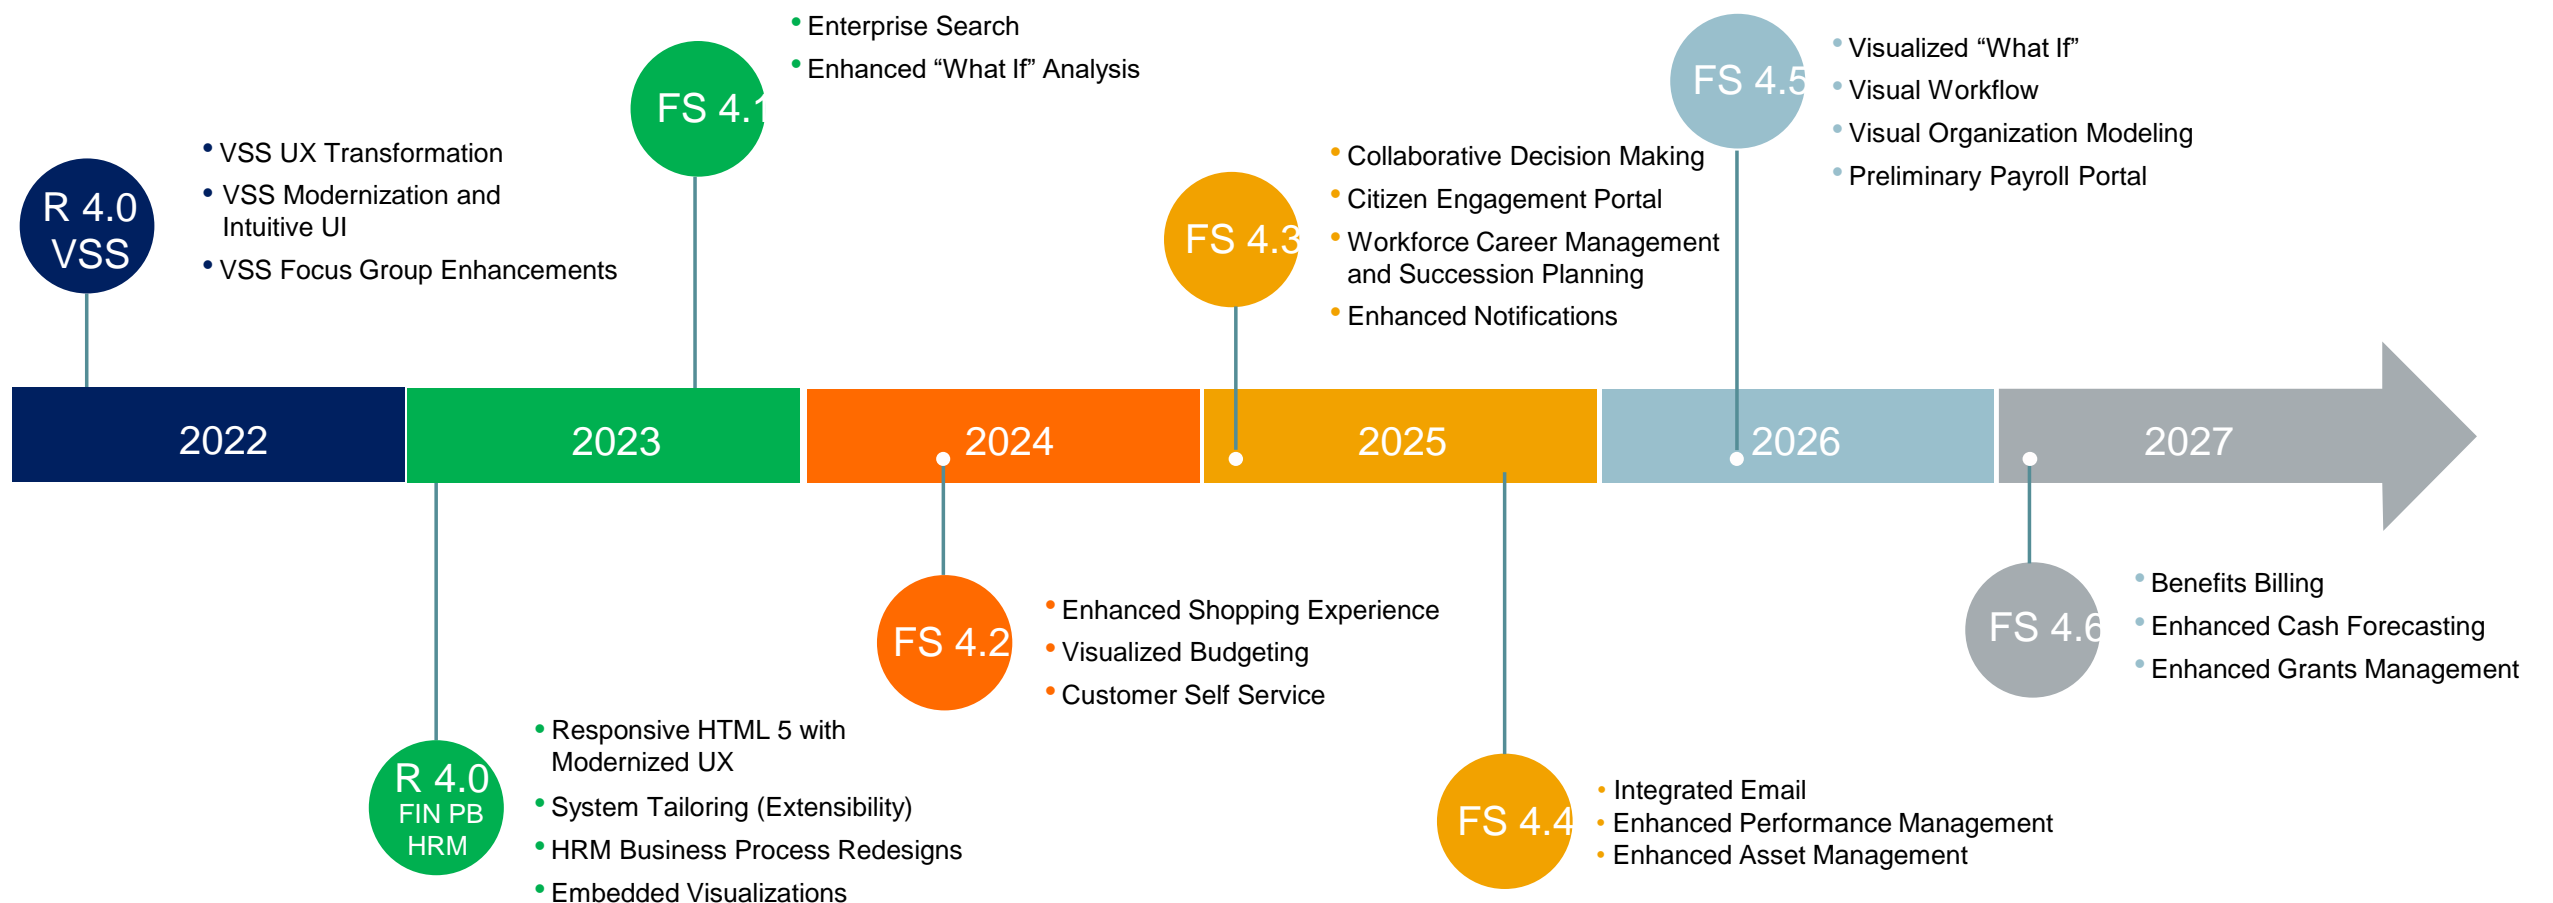 R 4.0
VSS
VSS UX Transformation
VSS Modernization and
Intuitive UI
VSS Focus Group Enhancements
FS 4.1
Enterprise Search
Enhanced “What If” Analysis
FS 4.3
Collaborative Decision Making
Citizen Engagement Portal
Workforce Career Management
and Succession Planning
Enhanced Notifications
FS 4.5
Visualized “What If”
Visual Workflow
Visual Organization Modeling
Preliminary Payroll Portal
2022
2023
2024
2025
2026
2027
R 4.0
FIN PB
HRM
Responsive HTML 5 with
Modernized UX
System Tailoring (Extensibility)
HRM Business Process Redesigns
Embedded Visualizations
FS 4.2
Enhanced Shopping Experience
Visualized Budgeting
Customer Self Service
FS 4.4
Integrated Email
Enhanced Performance Management
Enhanced Asset Management
FS 4.6
Benefits Billing
Enhanced Cash Forecasting
Enhanced Grants Management